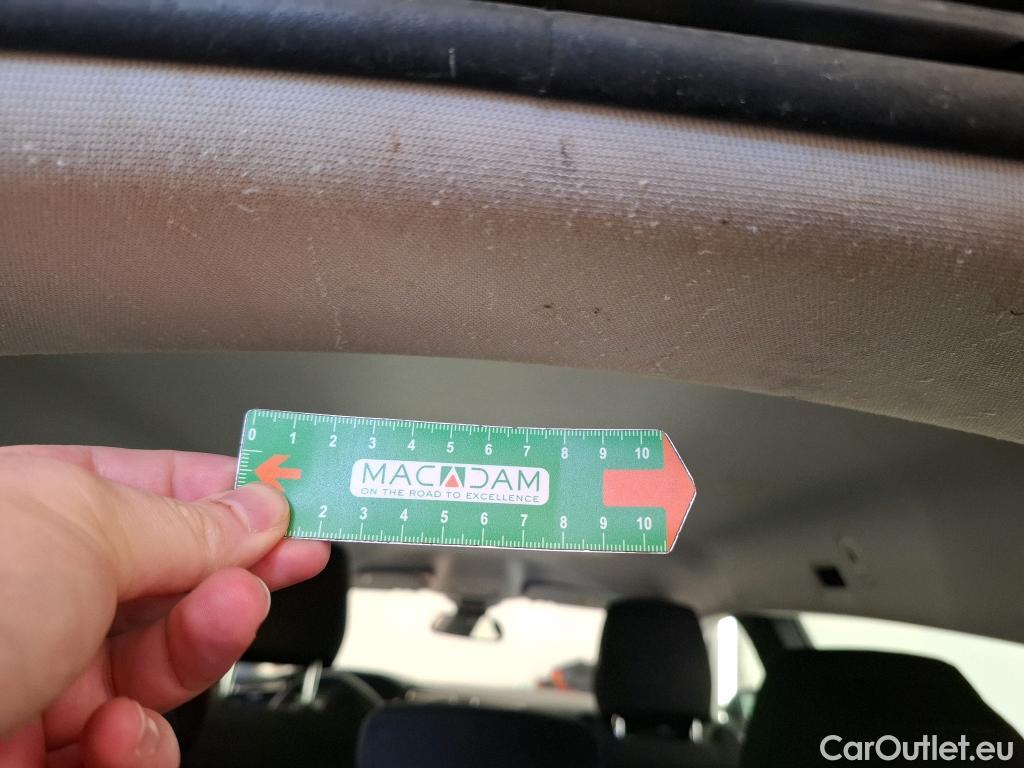 0 1 2 3 4 5 6 7 8 9 10
MACADAM
ON THE ROAD TO EXCELLENCE
2 3 4 5 6 7 8 9 10
CarOutlet.eu